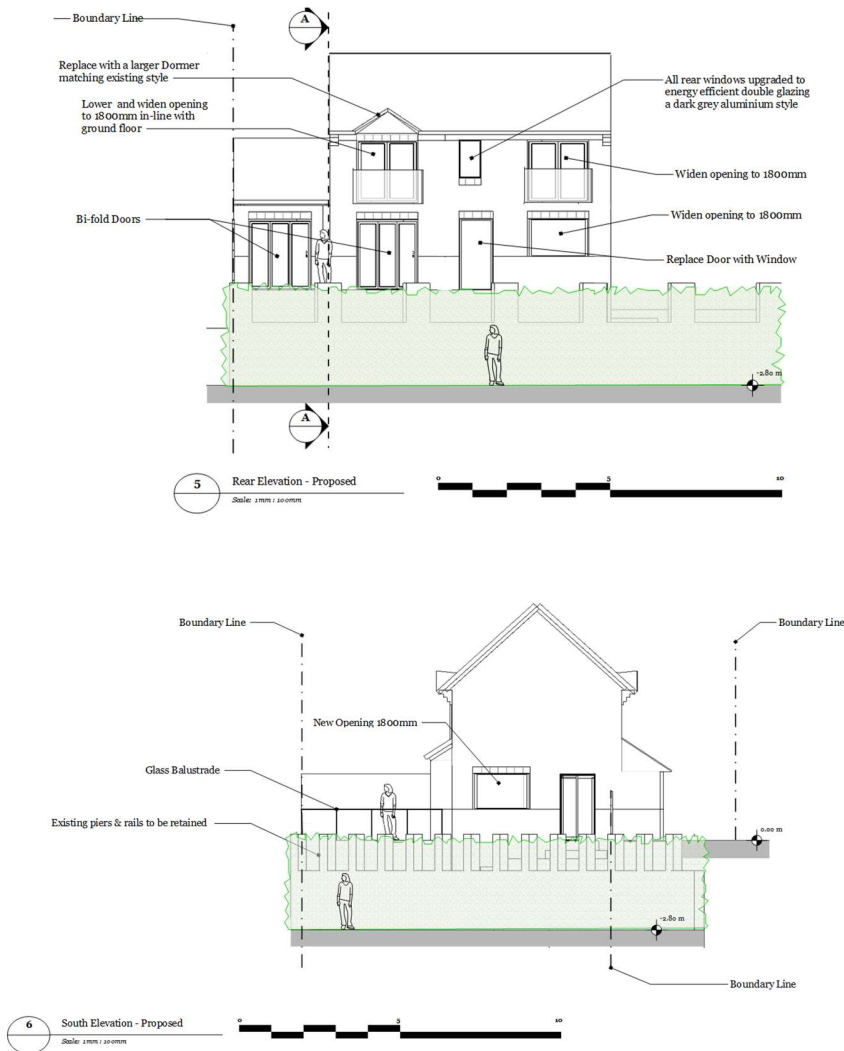 Boundary Line
A
Replace with a larger Dormer
matching existing style
All rear windows upgraded to
energy efficient double glazing
a dark grey aluminium style
Lower and widen opening
to 1800mm in-line with
ground floor
Widen opening to 1800mm
Widen opening to 1800mm
Bi-fold Doors
Replace Door with Window
-2.80 m
A
5
Rear Elevation - Proposed
Scale: 1mm : 100mm
0
5
10
Boundary Line
Boundary Line
New Opening 1800mm
Glass Balustrade
Existing piers & rails to be retained
0.00 m
-2.80 m
Boundary Line
6
South Elevation - Proposed
Scale: 1mm : 100mm
0
5
10